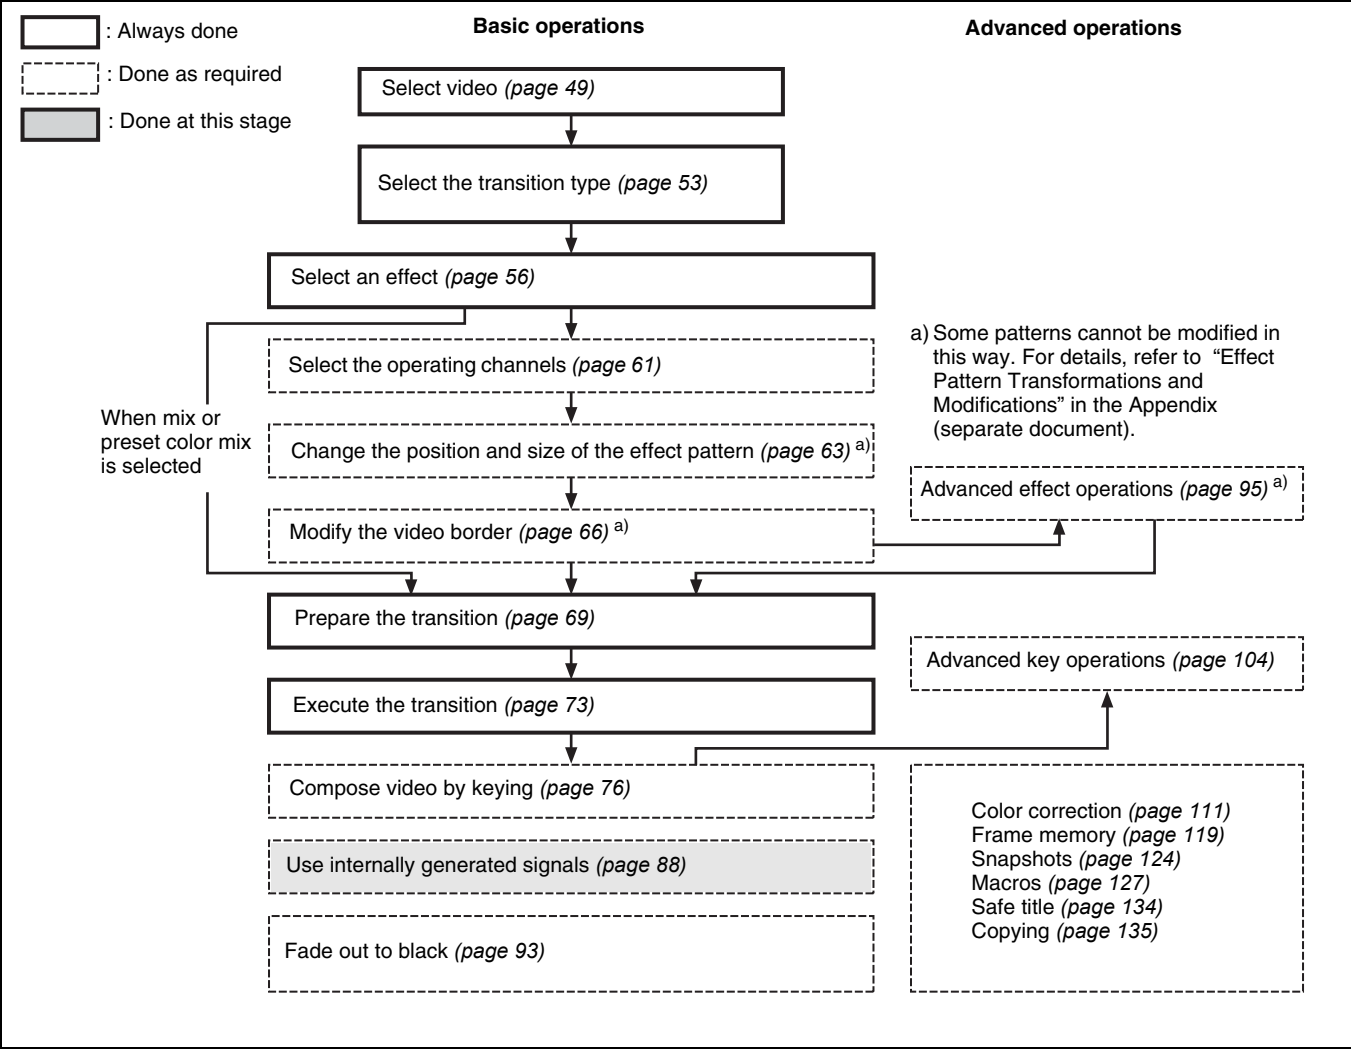 Basic operations
Advanced operations
: Always done
: Done as required
: Done at this stage
Select video (page 49)
Select the transition type (page 53)
Select an effect (page 56)
Select the operating channels (page 61)
When mix or
preset color mix
is selected
Change the position and size of the effect pattern (page 63) a)
Modify the video border (page 66) a)
a) Some patterns cannot be modified in
this way. For details, refer to “Effect
Pattern Transformations and
Modifications” in the Appendix
(separate document).
Advanced effect operations (page 95) a)
Prepare the transition (page 69)
Execute the transition (page 73)
Advanced key operations (page 104)
Compose video by keying (page 76)
Use internally generated signals (page 88)
Fade out to black (page 93)
Color correction (page 111)
Frame memory (page 119)
Snapshots (page 124)
Macros (page 127)
Safe title (page 134)
Copying (page 135)